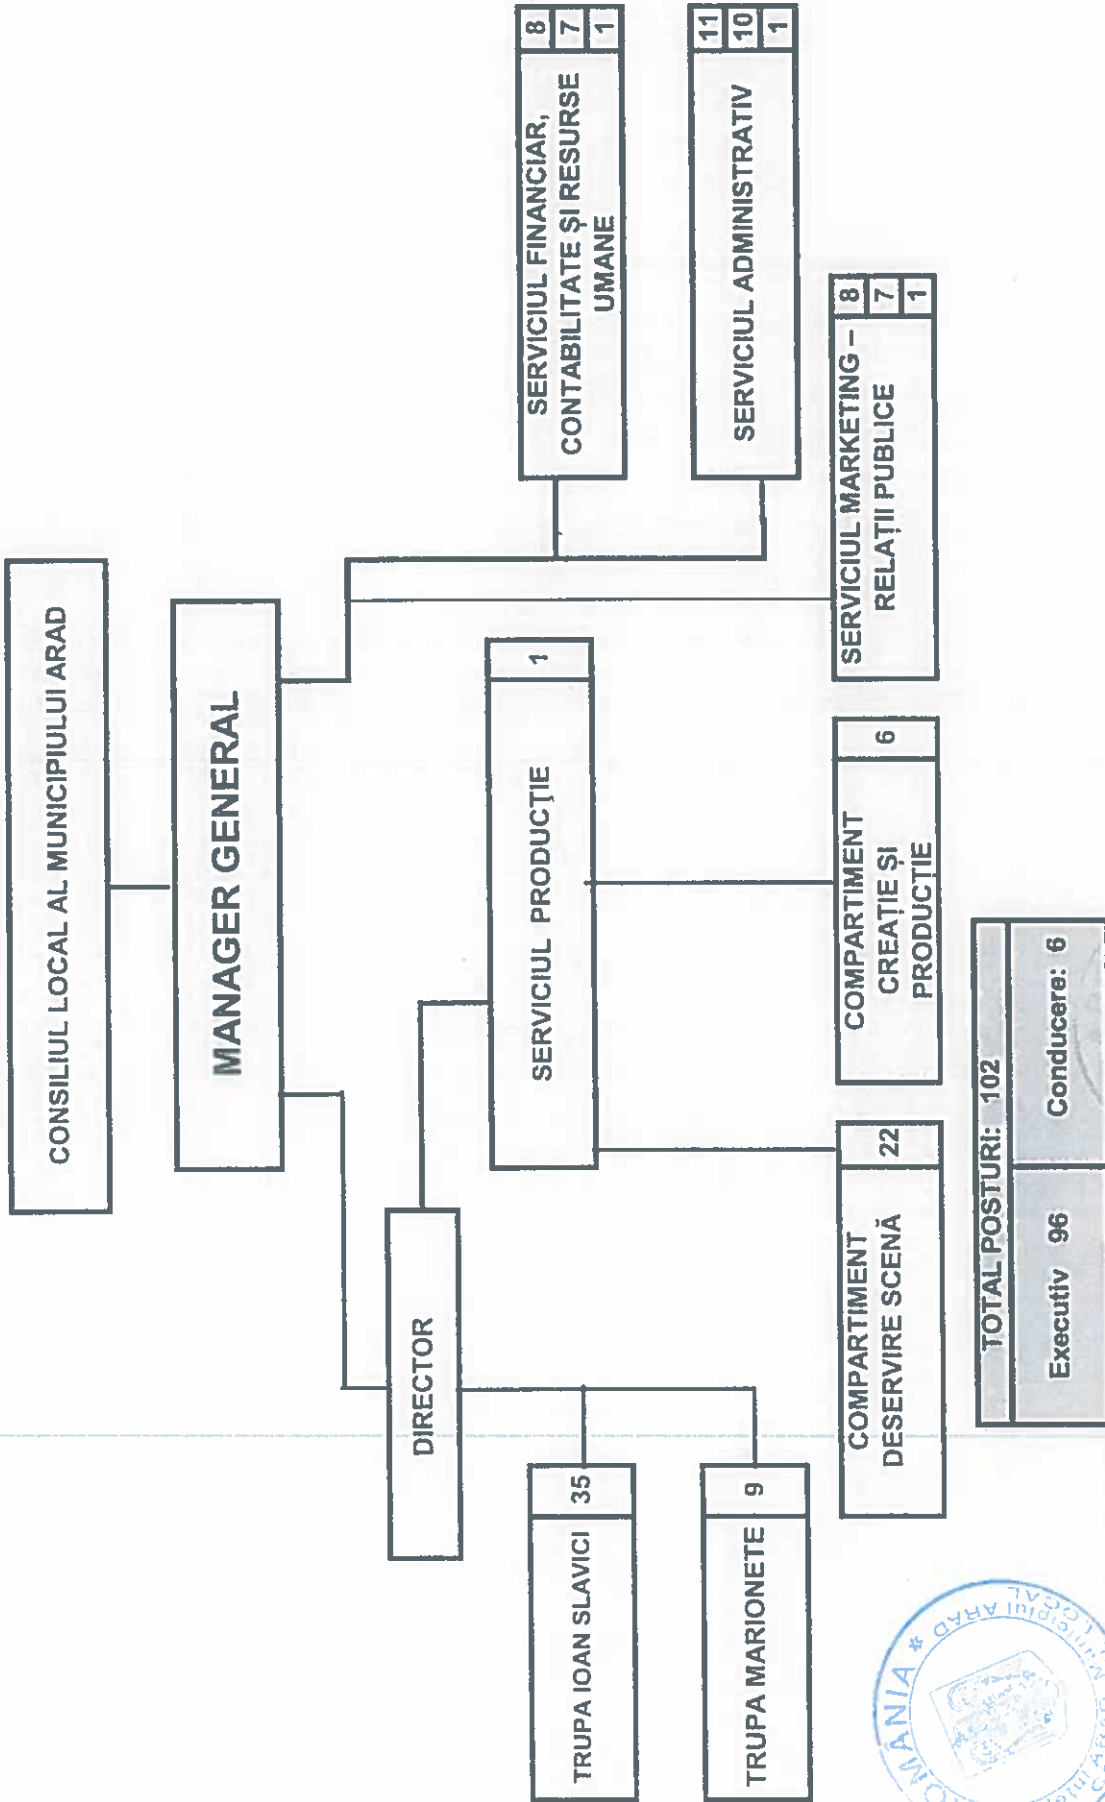 CONSILIUL LOCAL AL MUNICIPIULUI ARAD
MANAGER GENERAL
DIRECTOR
SERVICIUL PRODUCȚIE
1
TRUPA IOAN SLAVICI
35
TRUPA MARIONETE
9
SERVICIUL FINANCIAR,
CONTABILITATE ȘI RESURSE
UMANE
8
7
1
SERVICIUL ADMINISTRATIV
11
10
1
COMPARTIMENT
DESERVIRE SCENĂ
22
COMPARTIMENT
CREAȚIE ȘI
PRODUCȚIE
6
SERVICIUL MARKETING –
RELAȚII PUBLICE
8
7
1
TOTAL POSTURI: 102
Executiv 96
Conducere: 6
Municipiul ARAD
LOCAL